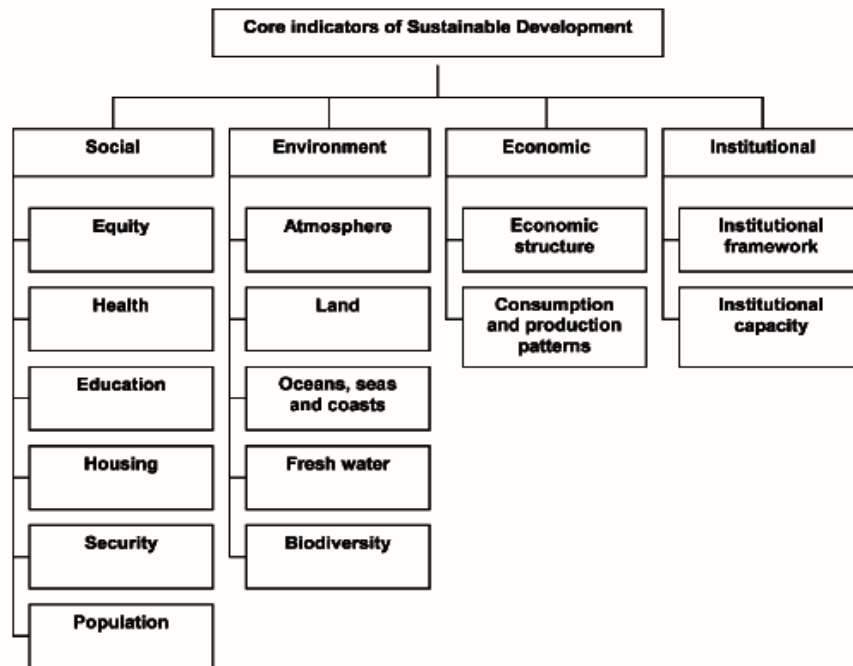 Core indicators of Sustainable Development
Social
Environment
Economic
Institutional
Equity
Atmosphere
Economic
structure
Institutional
framework
Health
Land
Consumption
and production
patterns
Institutional
capacity
Education
Oceans, seas
and coasts
Housing
Fresh water
Security
Biodiversity
Population